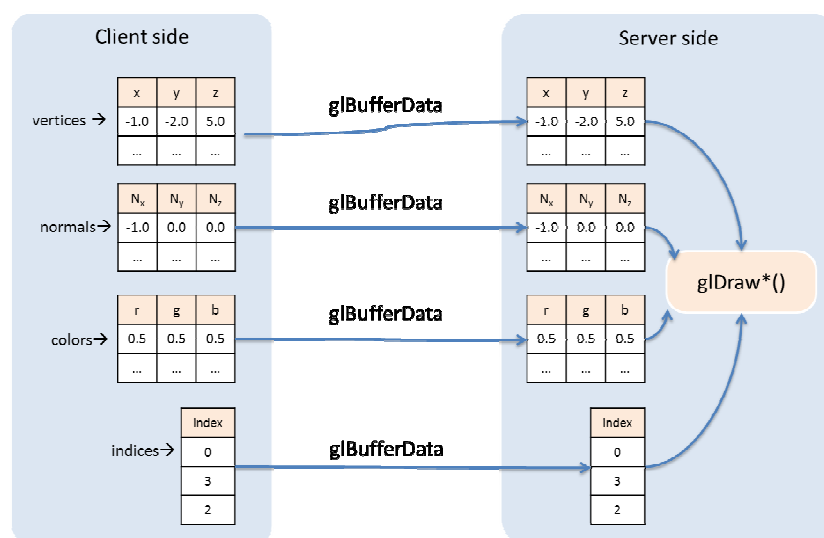 Client side
Server side
x y z
glBufferData
x y z
vertices →
-1.0 -2.0 5.0
-1.0 -2.0 5.0
... ... ...
... ... ...
Nx Ny Nz
glBufferData
Nx Ny Nz
normals→
-1.0 0.0 0.0
-1.0 0.0 0.0
... ... ...
... ... ...
glDraw*()
r g b
glBufferData
r g b
colors→
0.5 0.5 0.5
0.5 0.5 0.5
... ... ...
... ... ...
Index
Index
indices→
0
glBufferData
0
3
3
2
2